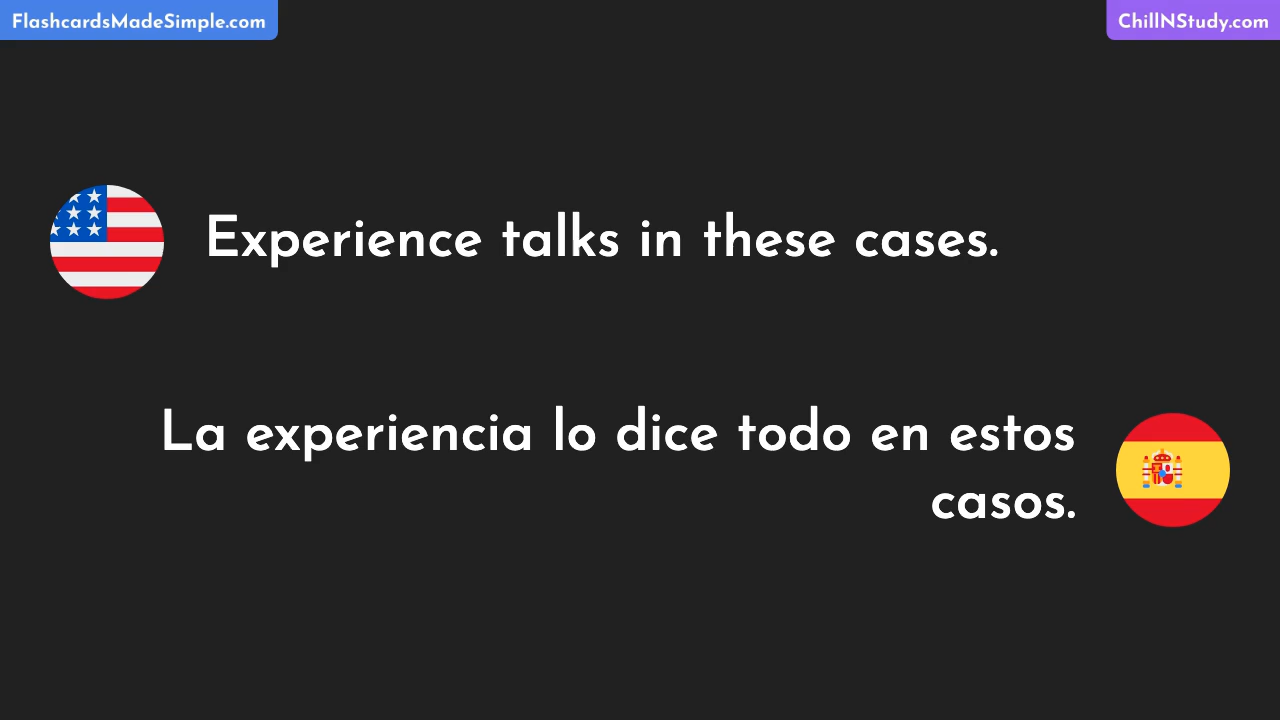 FlashcardsMadeSimple.com
ChillNStudy.com
Experience talks in these cases.
La experiencia lo dice todo en estos
casos.